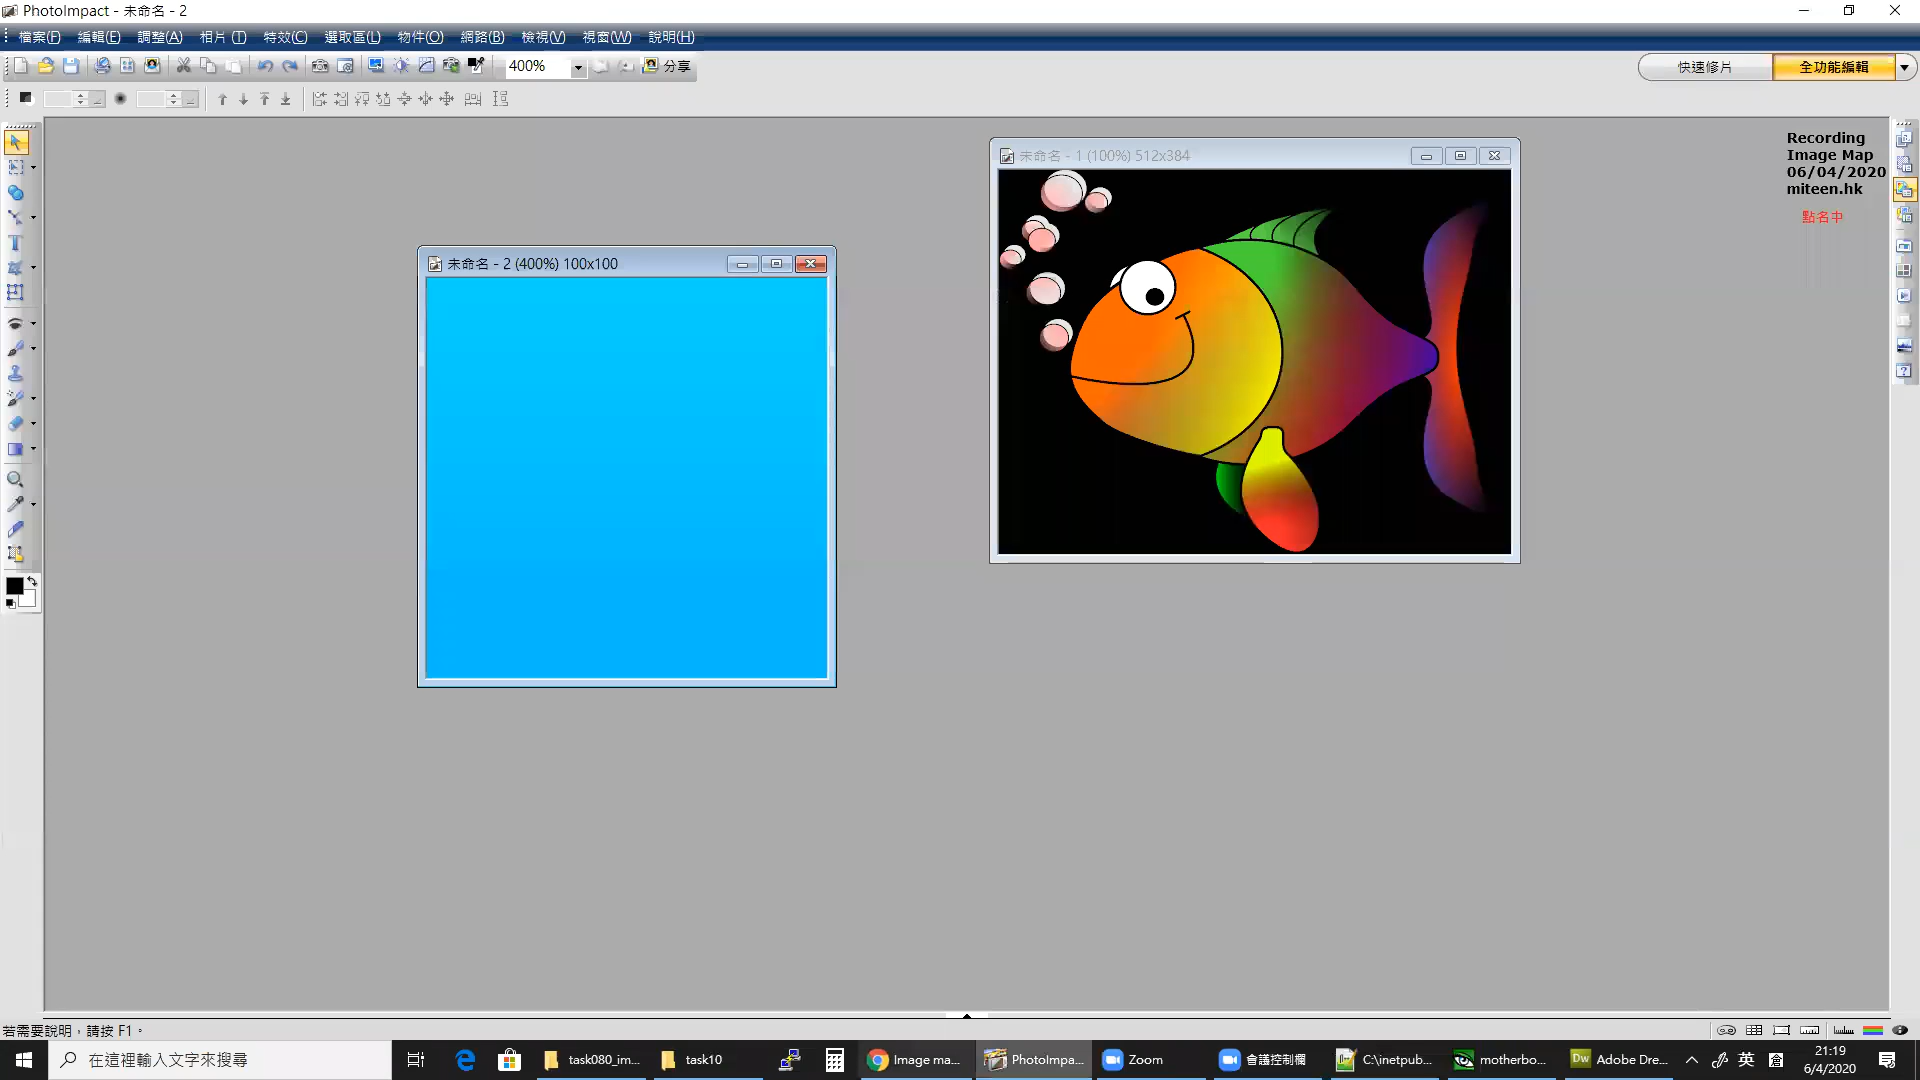 PhotoImpact - 未命名 - 2
檔案(F) 編輯(E) 調整(A) 相片 (T) 特效(C) 選取區(L) 物件(O) 網路(B) 檢視(V) 視窗(W) 說明(H)
400% 分享 快速修片 全功能編輯
未命名 - 1 (100%) 512x384
Recording
Image Map
06/04/2020
miteen.hk
點名中
未命名 - 2 (400%) 100x100
若需要說明，請按 F1。
在這裡輸入文字來搜尋 task080_im... task10 Image ma... PhotoImpa... Zoom 會議控制欄 C:\inetpub... motherbo... Adobe Dre... 英 21:19
6/4/2020